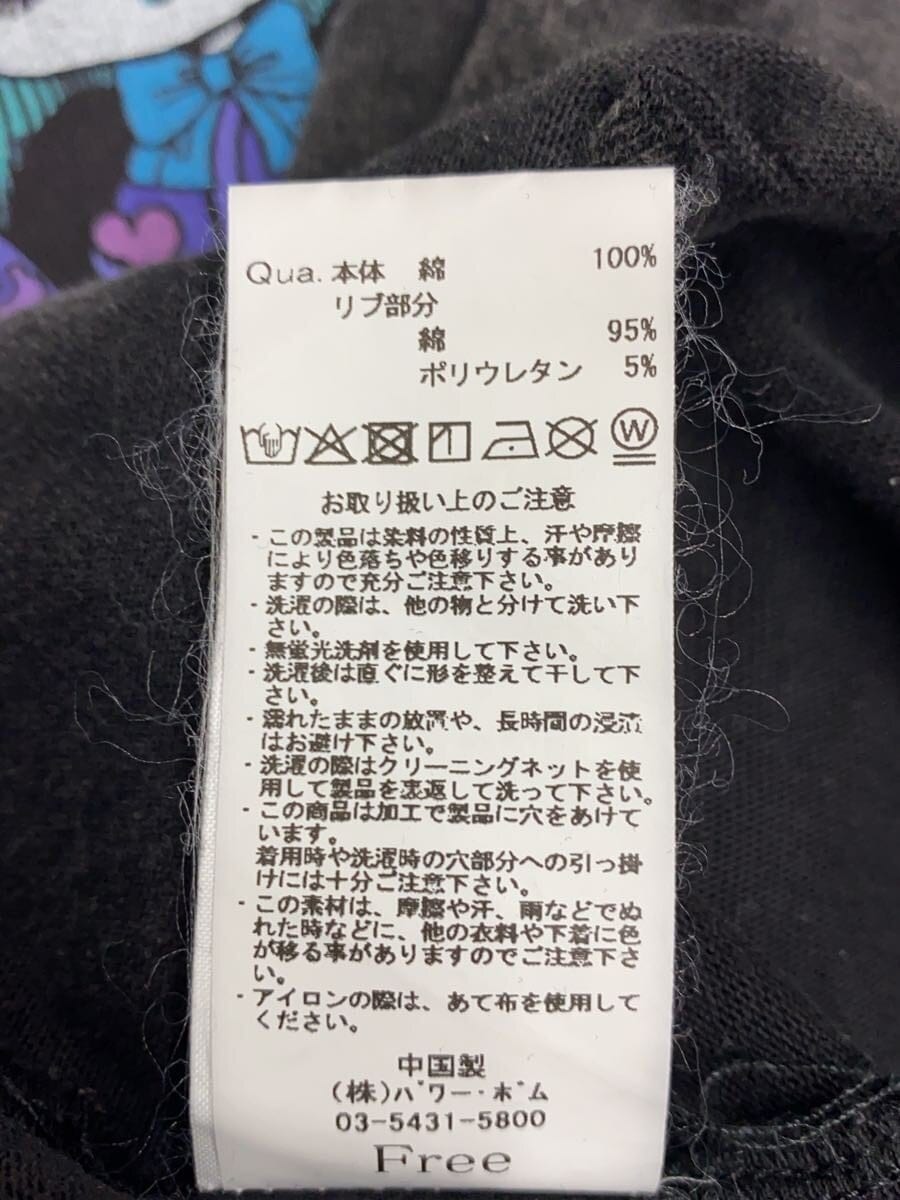 Qua. 本体 綿 100%
リブ部分
綿 95%
ポリウレタン 5%
W
お取り扱い上のご注意
・この製品は染料の性質上、汗や摩擦
により色落ちや色移りする事があり
ますので充分ご注意下さい。
・洗濯の際は、他の物と分けて洗い下
さい。
・無蛍光洗剤を使用して下さい。
・洗濯後は直ぐに形を整えて干して下
さい。
・濡れたままの放置や、長時間の浸漬
はお避け下さい。
・洗濯の際はクリーニングネットを使
用して製品を裏返して洗って下さい。
・この商品は加工で製品に穴をあけて
います。
着用時や洗濯時の穴部分への引っ掛
けには十分ご注意下さい。
・この素材は、摩擦や汗、雨などでぬ
れた時などに、他の衣料や下着に色
が移る事がありますのでご注意下さ
い。
・アイロンの際は、あて布を使用して
ください。
中国製
(株)パワー・ボム
03-5431-5800
Free